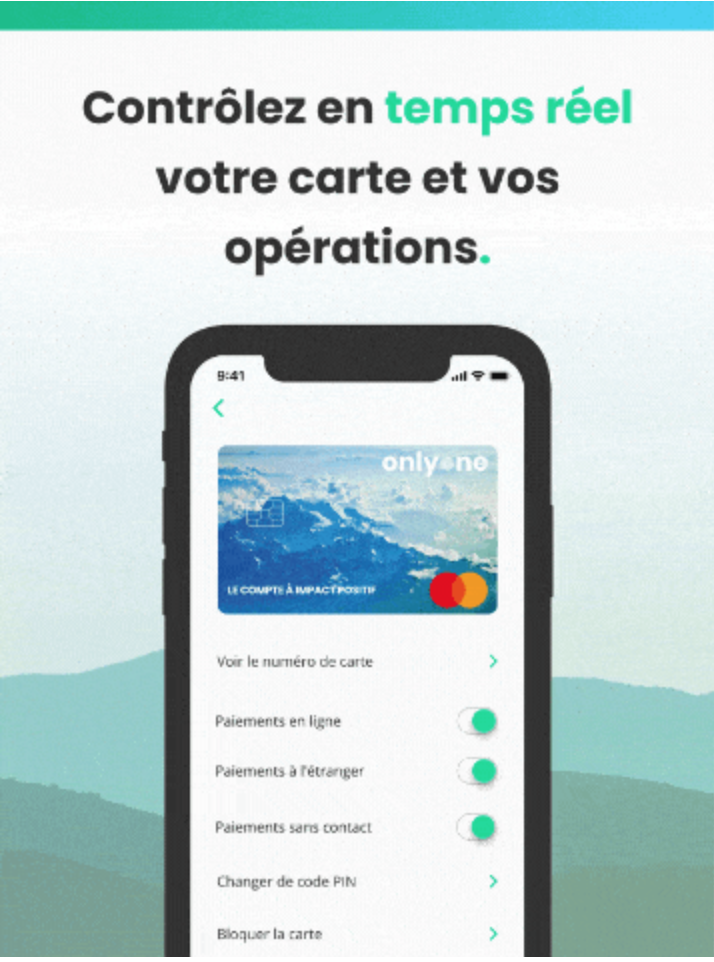 Contrôlez en temps réel
votre carte et vos
opérations.
9:41
onlyone
LE COMPTE À IMPACT POSITIF
Voir le numéro de carte
Paiements en ligne
Paiements à l'étranger
Paiements sans contact
Changer de code PIN
Bloquer la carte